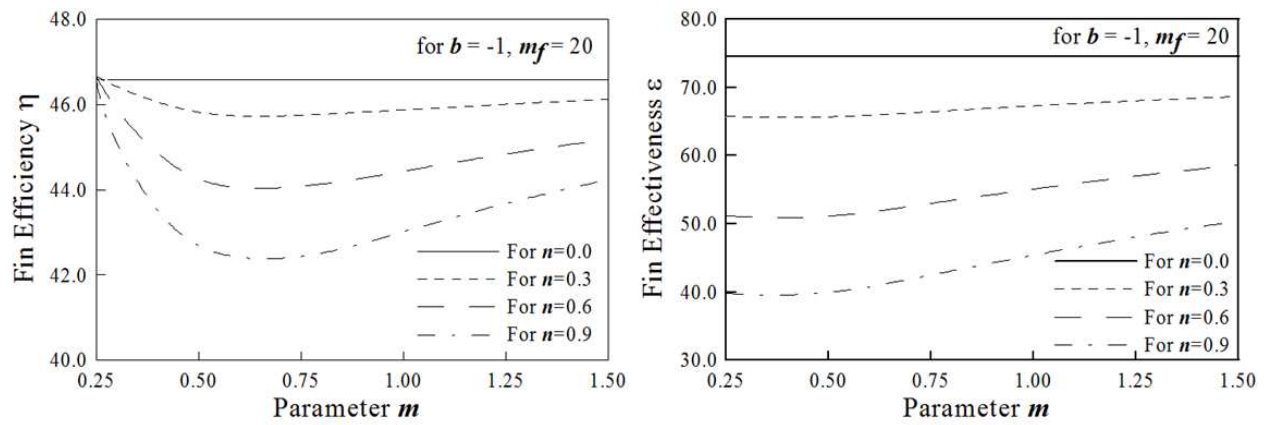 48.0
46.0
44.0
42.0
40.0
Fin Efficiency η
for b = -1, mf = 20
For n=0.0
For n=0.3
For n=0.6
For n=0.9
0.25 0.50 0.75 1.00 1.25 1.50
Parameter m
80.0
70.0
60.0
50.0
40.0
30.0
Fin Effectiveness ε
for b = -1, mf = 20
For n=0.0
For n=0.3
For n=0.6
For n=0.9
0.25 0.50 0.75 1.00 1.25 1.50
Parameter m